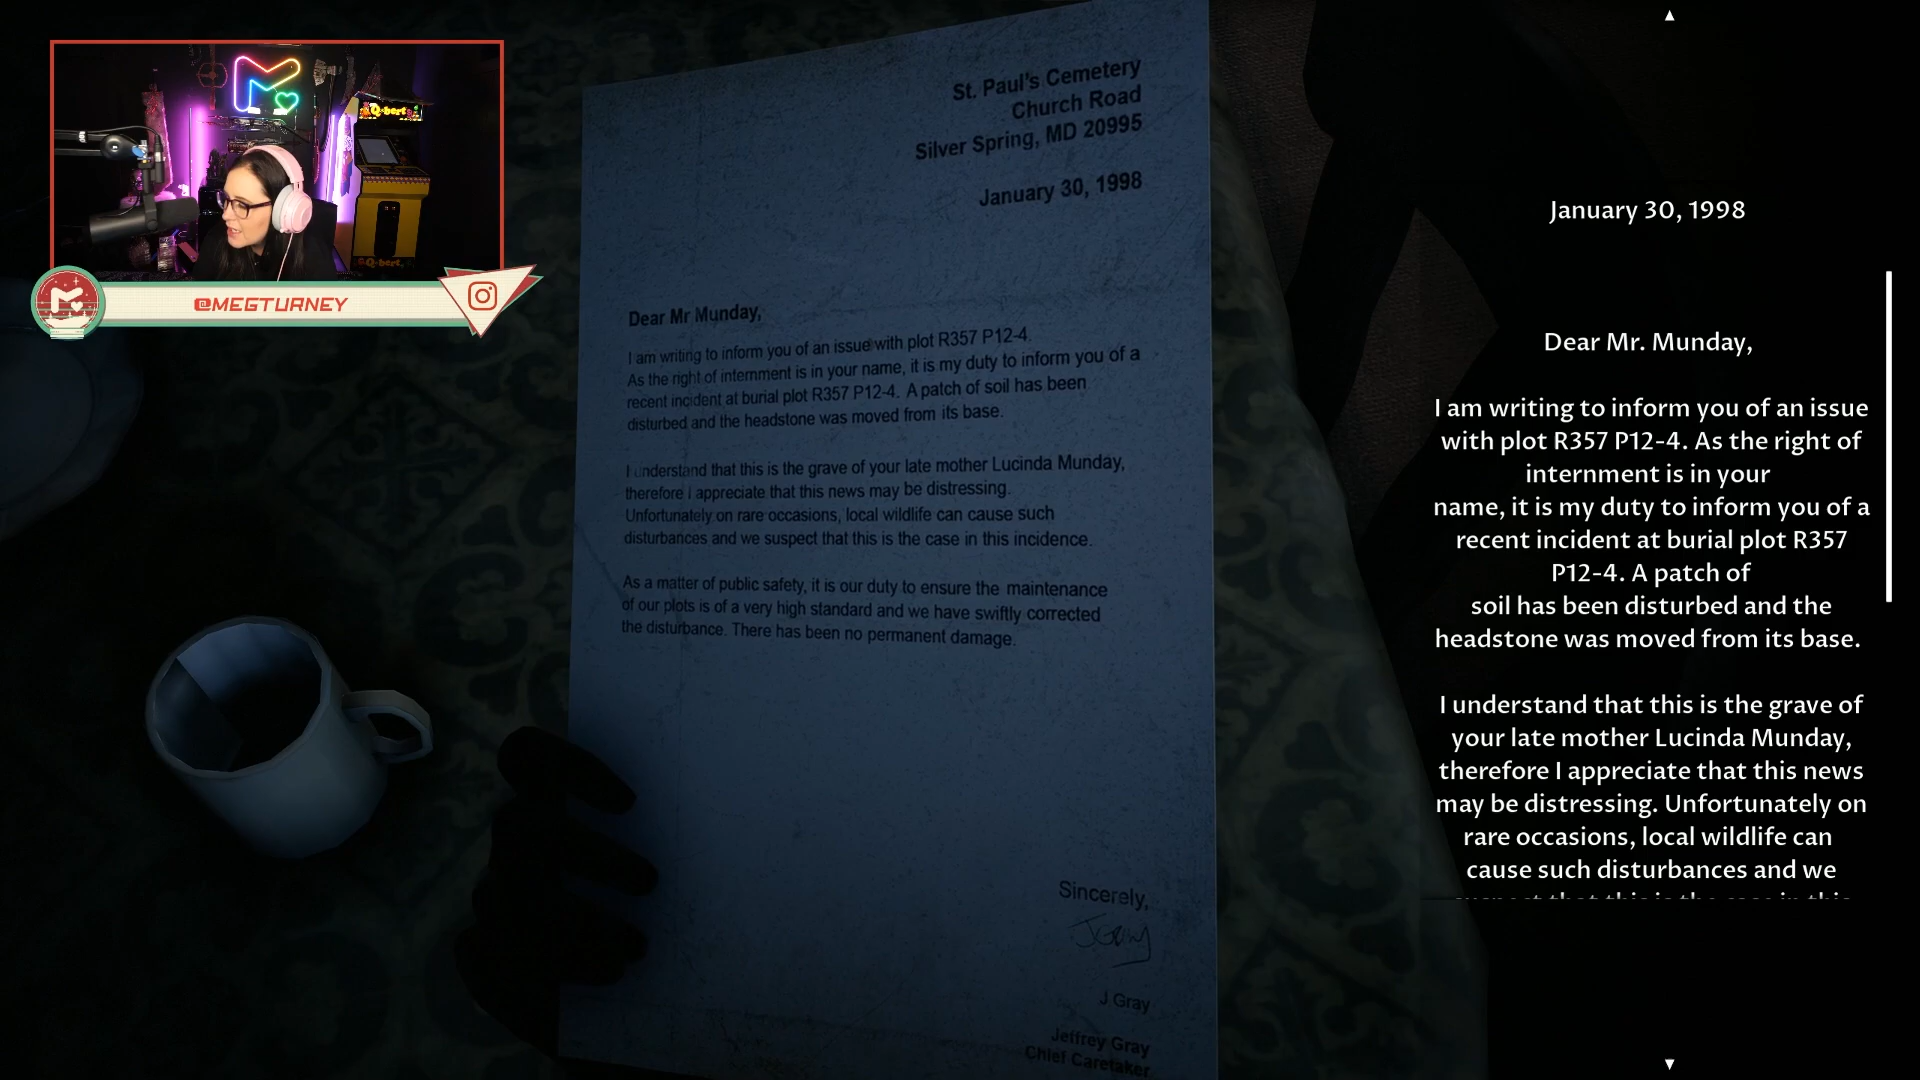 Q*bert
Q*bert
@MEGTURNEY
St. Paul's Cemetery
Church Road
Silver Spring, MD 20995
January 30, 1998
Dear Mr Munday,
I am writing to inform you of an issue with plot R357 P12-4.
As the right of internment is in your name, it is my duty to inform you of a
recent incident at burial plot R357 P12-4. A patch of soil has been
disturbed and the headstone was moved from its base.
I understand that this is the grave of your late mother Lucinda Munday,
therefore I appreciate that this news may be distressing.
Unfortunately on rare occasions, local wildlife can cause such
disturbances and we suspect that this is the case in this incidence.
As a matter of public safety, it is our duty to ensure the maintenance
of our plots is of a very high standard and we have swiftly corrected
the disturbance. There has been no permanent damage.
Sincerely,
JGray
J Gray
Jeffrey Gray
Chief Caretaker
January 30, 1998
Dear Mr. Munday,
I am writing to inform you of an issue
with plot R357 P12-4. As the right of
internment is in your
name, it is my duty to inform you of a
recent incident at burial plot R357
P12-4. A patch of
soil has been disturbed and the
headstone was moved from its base.
I understand that this is the grave of
your late mother Lucinda Munday,
therefore I appreciate that this news
may be distressing. Unfortunately on
rare occasions, local wildlife can
cause such disturbances and we
suspect that this is the case in this